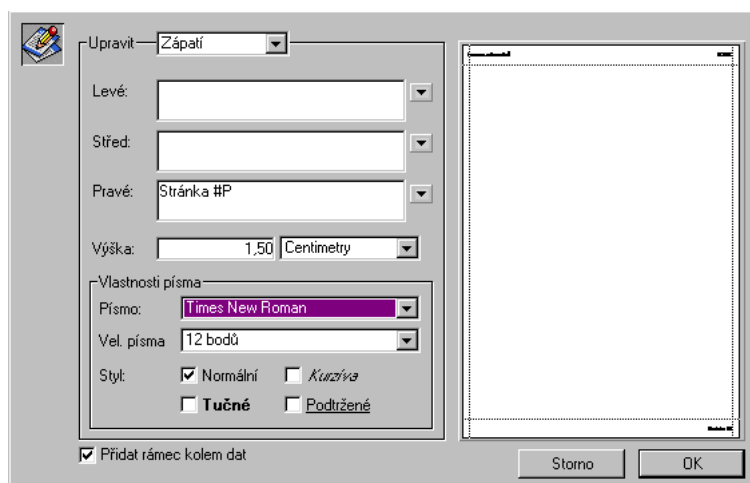 Upravit
Zápatí
Levé:
Střed:
Pravé:
Stránka #P
Výška:
1,50
Centimetry
Vlastnosti písma
Písmo:
Times New Roman
Vel. písma
12 bodů
Styl:
Normální
Kurzíva
Tučné
Podtržené
Přidat rámec kolem dat
Storno
OK